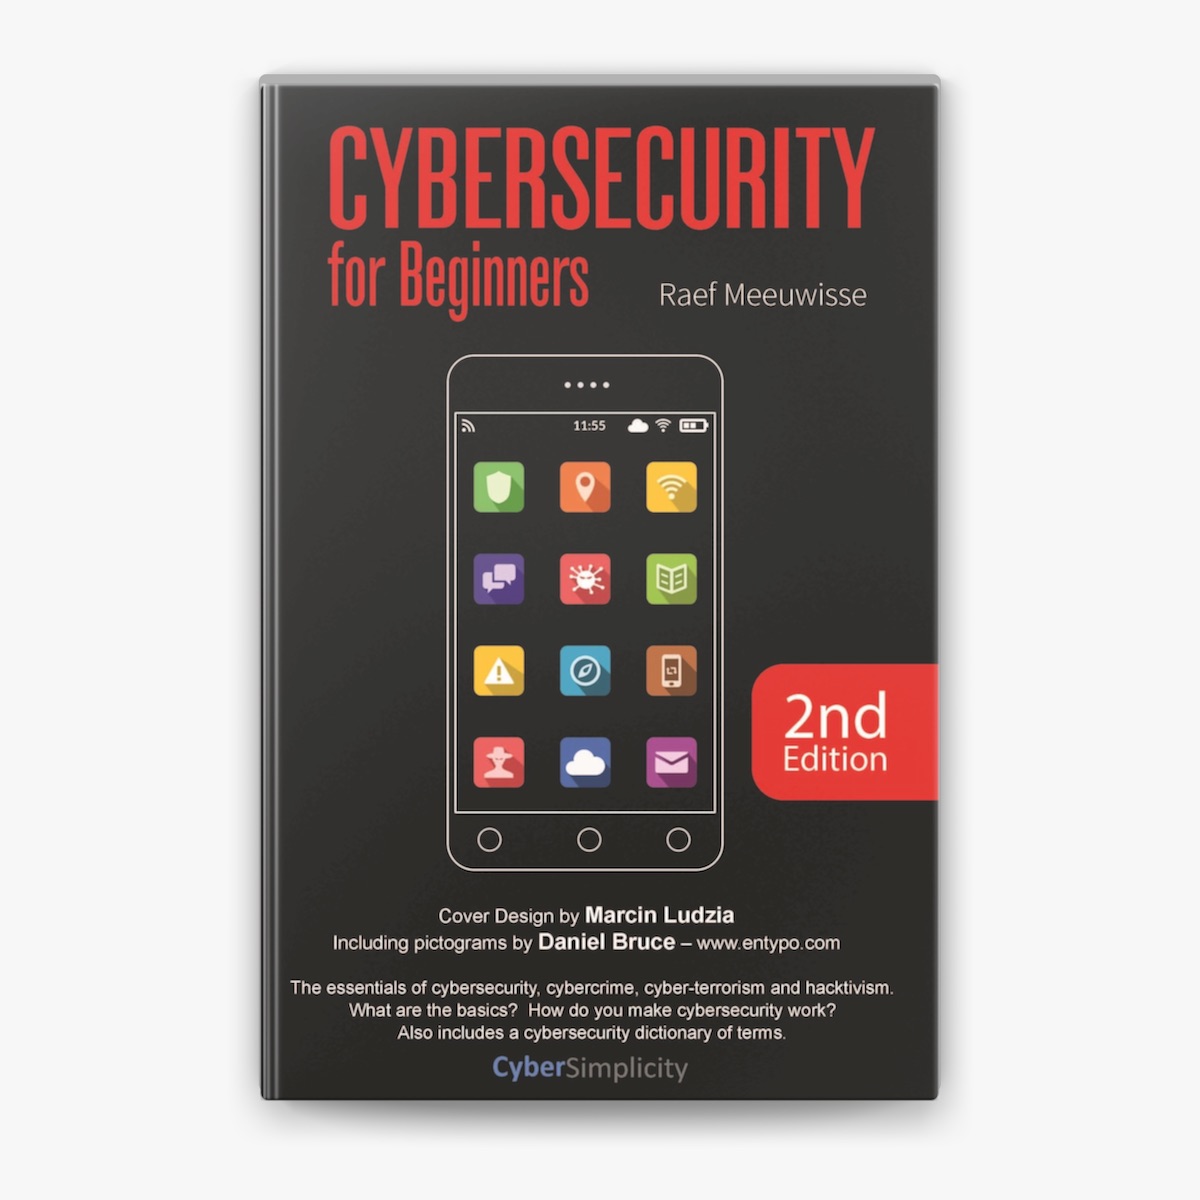 CYBERSECURITY
for Beginners
Raef Meeuwisse
11:55
2nd
Edition
Cover Design by Marcin Ludzia
Including pictograms by Daniel Bruce – www.entypo.com
The essentials of cybersecurity, cybercrime, cyber-terrorism and hacktivism.
What are the basics?  How do you make cybersecurity work?
Also includes a cybersecurity dictionary of terms.
CyberSimplicity